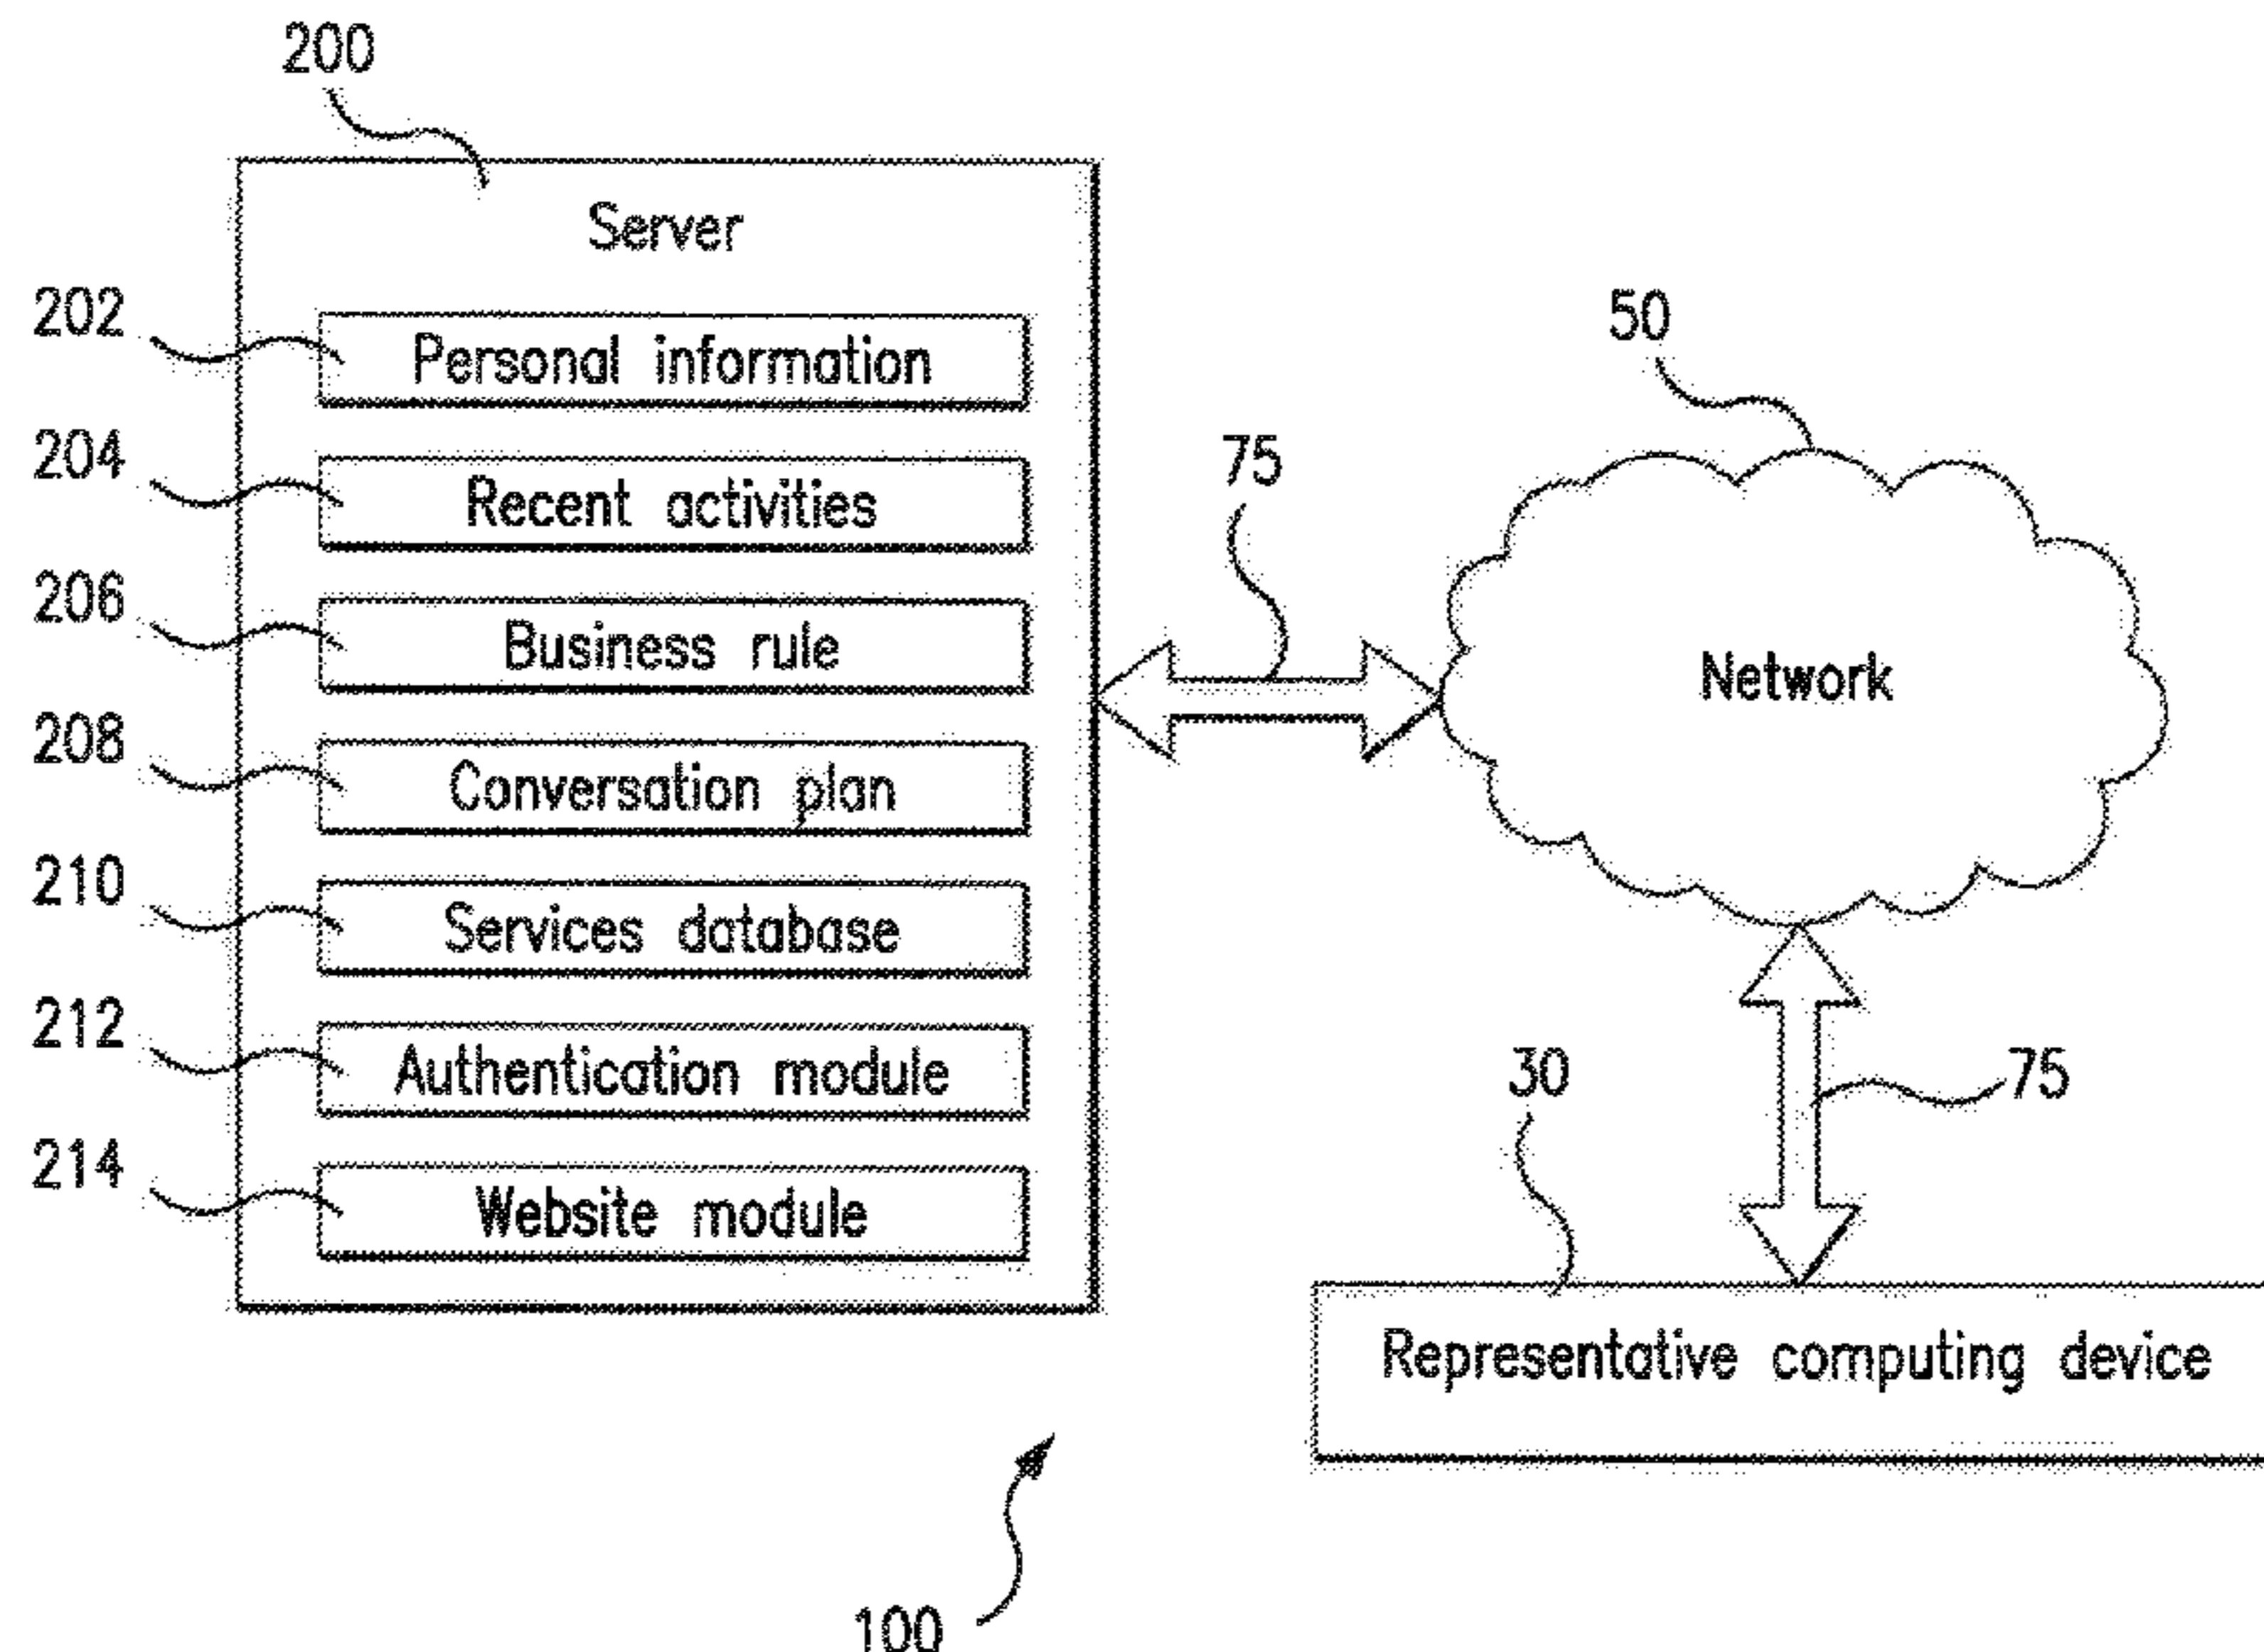 200
Server
202 Personal information
204 Recent activities
206 Business rule
208 Conversation plan
210 Services database
212 Authentication module
214 Website module
75
50
Network
75
30
Representative computing device
100